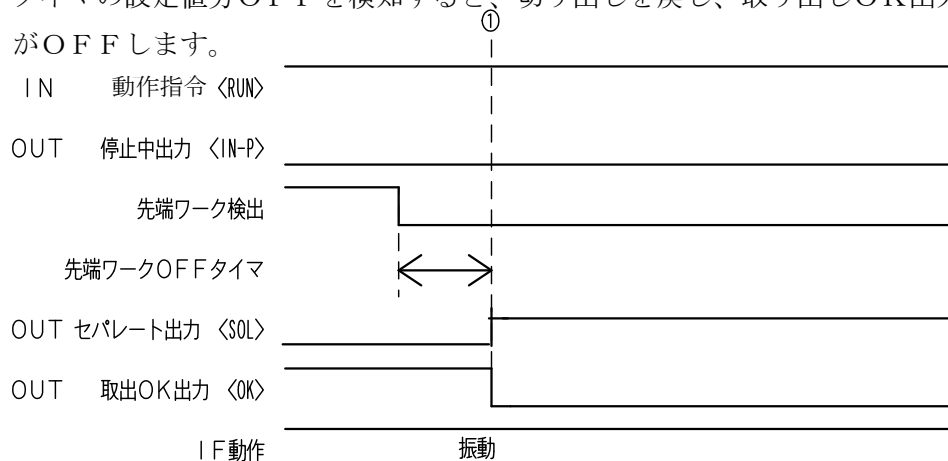 タイマの設定値分ＯＦＦを検知すると、切り出しを戻し、取り出しＯＫ出力
①
がＯＦＦします。
ＩＮ 動作指令〈RUN〉
ＯＵＴ 停止中出力 〈IN-P〉
先端ワーク検出
先端ワークＯＦＦタイマ
ＯＵＴ セパレート出力 〈SOL〉
ＯＵＴ 取出ＯＫ出力 〈OK〉
ＩＦ動作 振動